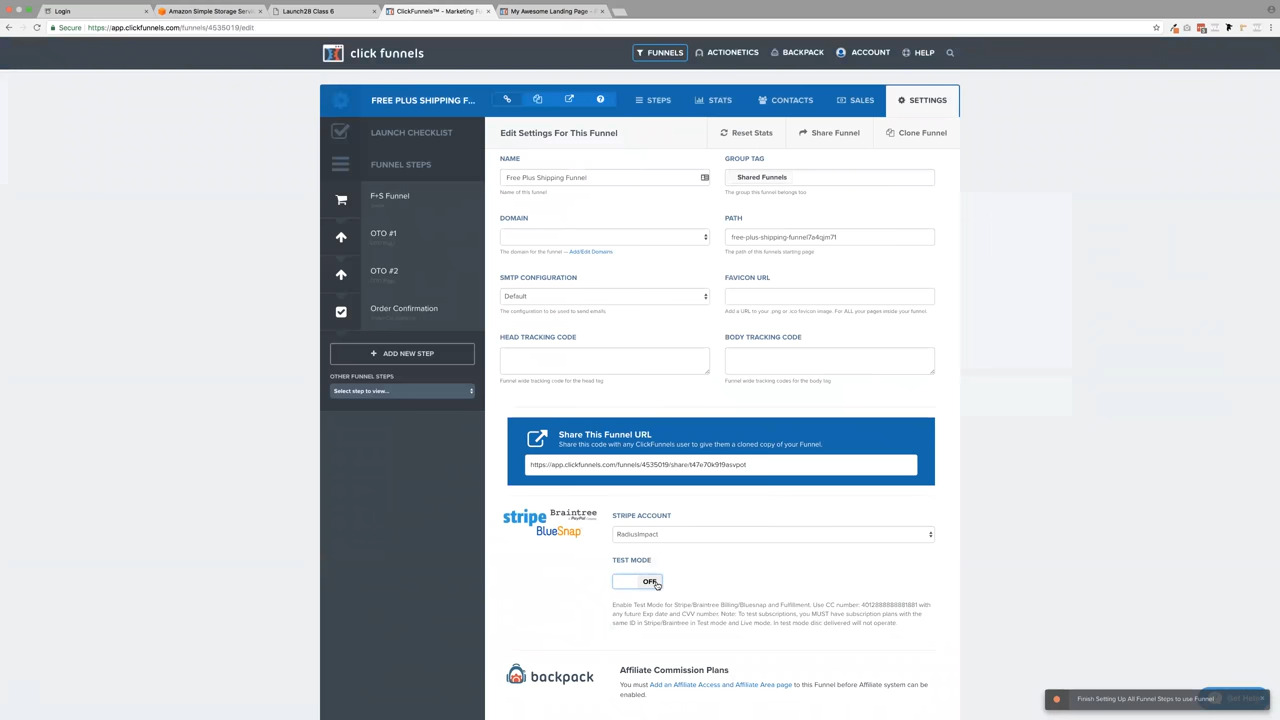 Login
Amazon Simple Storage Serv
Launch28 Class 6
ClickFunnels™ - Marketing F
My Awesome Landing Page -
Secure
https://app.clickfunnels.com/funnels/4535019/edit
click funnels
FUNNELS
ACTIONETICS
BACKPACK
ACCOUNT
HELP
FREE PLUS SHIPPING F...
STEPS
STATS
CONTACTS
SALES
SETTINGS
LAUNCH CHECKLIST
FUNNEL STEPS
F+S Funnel
OTO #1
OTO #2
Order Confirmation
+ ADD NEW STEP
OTHER FUNNEL STEPS
Select step to view...
Edit Settings For This Funnel
Reset Stats
Share Funnel
Clone Funnel
NAME
Free Plus Shipping Funnel
Name of this funnel
GROUP TAG
Shared Funnels
The group this funnel belongs too
DOMAIN
The domain for the funnel — Add/Edit Domains
PATH
free-plus-shipping-funnel7a4qjm71
The path of this funnels starting page
SMTP CONFIGURATION
Default
The configuration to be used to send emails
FAVICON URL
Add a URL to your .png or .ico favicon image. For ALL your pages inside your funnel.
HEAD TRACKING CODE
Funnel wide tracking code for the head tag
BODY TRACKING CODE
Funnel wide tracking codes for the body tag
Share This Funnel URL
Share this code with any ClickFunnels user to give them a cloned copy of your Funnel.
https://app.clickfunnels.com/funnels/4535019/share/t47e70k919asvpot
stripe
Braintree
PayPal
BlueSnap
STRIPE ACCOUNT
RadiusImpact
TEST MODE
OFF
Enable Test Mode for Stripe/Braintree Billing/Bluesnap and Fulfillment. Use CC number: 4012888888881881 with
any future Exp date and CVV number. Note: To test subscriptions, you MUST have subscription plans with the
same ID in Stripe/Braintree in Test mode and Live mode. In test mode disc delivered will not operate.
backpack
Affiliate Commission Plans
You must Add an Affiliate Access and Affiliate Area page to this Funnel before Affiliate system can be
enabled.
Finish Setting Up All Funnel Steps to use Funnel